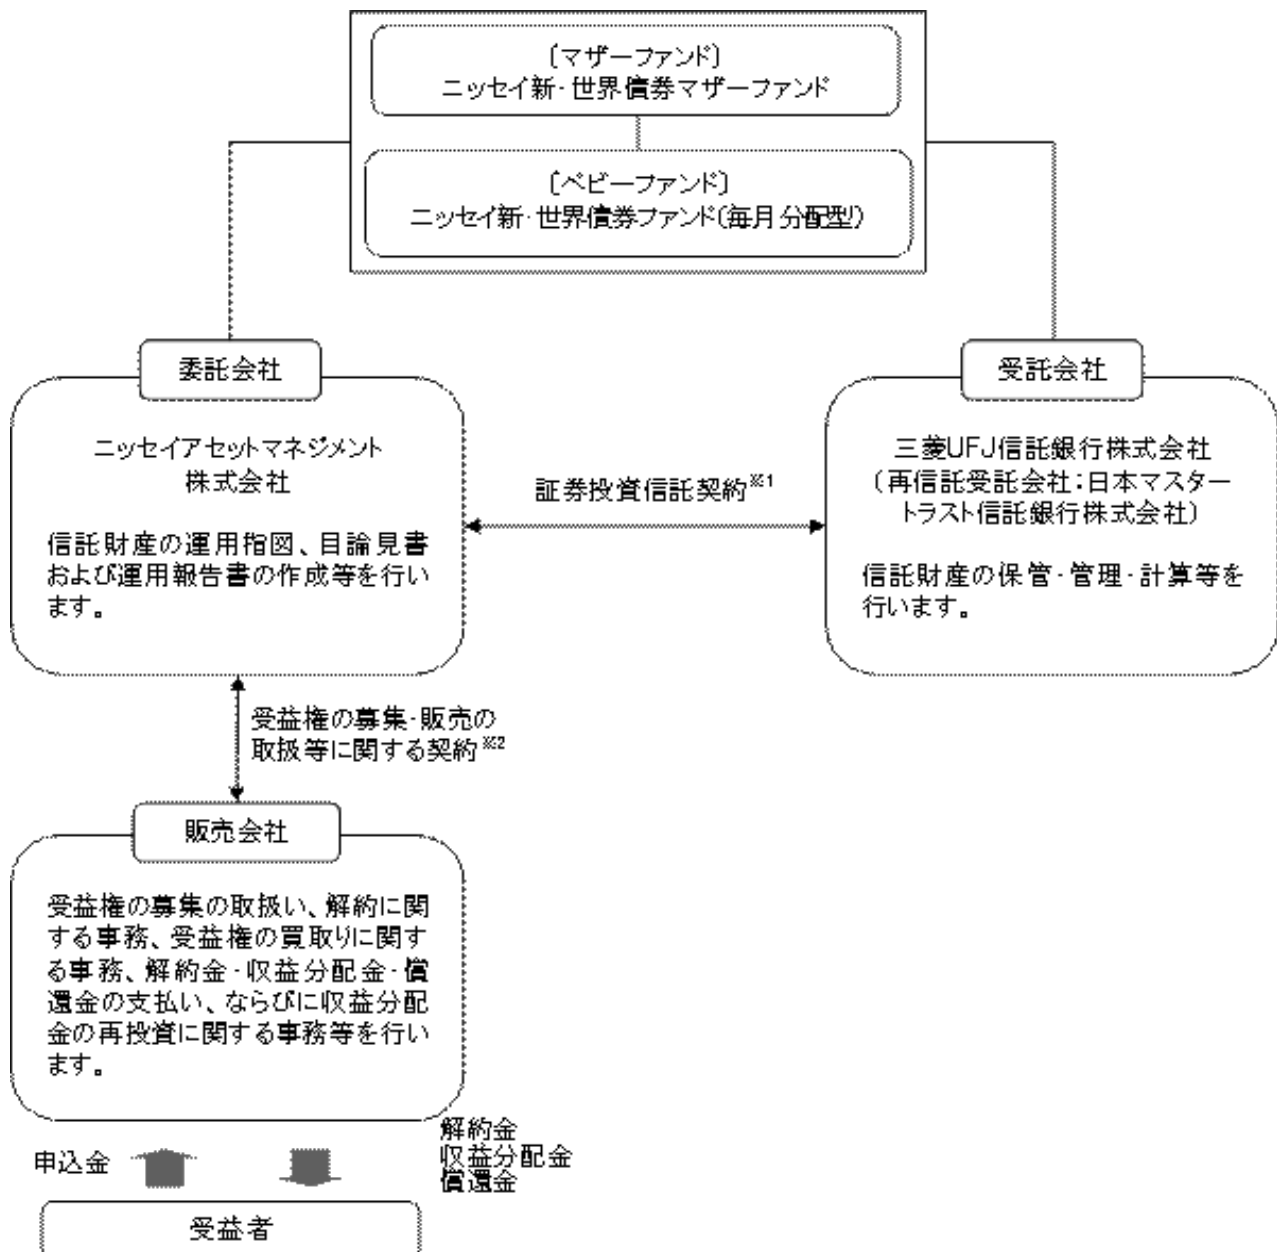 〔マザーファンド〕
ニッセイ新・世界債券マザーファンド
〔ベビーファンド〕
ニッセイ新・世界債券ファンド(毎月分配型)
委託会社
ニッセイアセットマネジメント
株式会社
信託財産の運用指図、目論見書
および運用報告書の作成等を行い
ます。
証券投資信託契約※1
受託会社
三菱UFJ信託銀行株式会社
(再信託受託会社:日本マスター
トラスト信託銀行株式会社)
信託財産の保管・管理・計算等を
行います。
受益権の募集・販売の
取扱等に関する契約※2
販売会社
受益権の募集の取扱い、解約に関
する事務、受益権の買取りに関す
る事務、解約金・収益分配金・償
還金の支払い、ならびに収益分配
金の再投資に関する事務等を行い
ます。
申込金
解約金
収益分配金
償還金
受益者